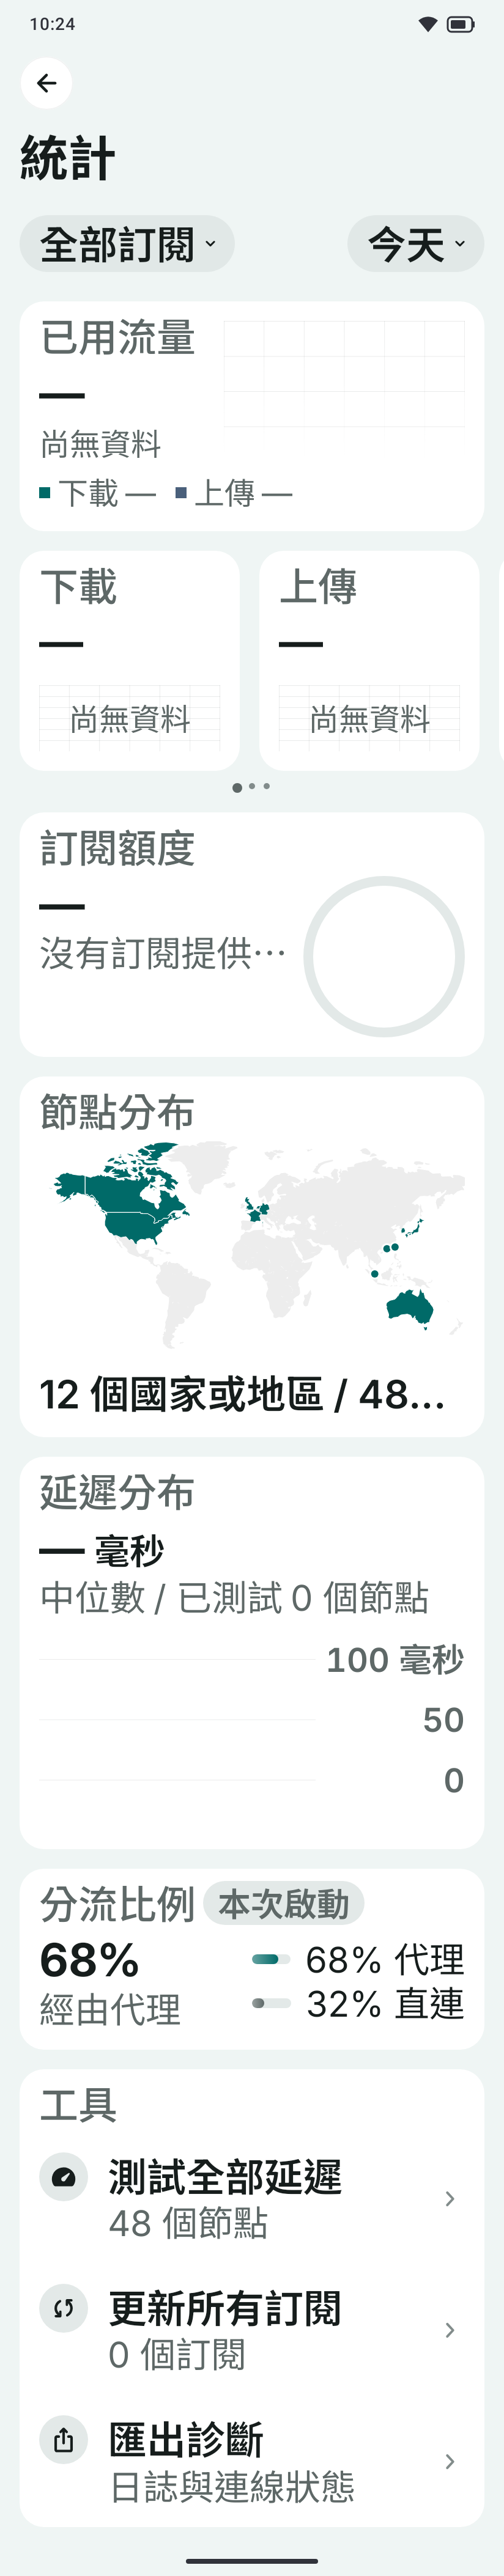 10:24
統計
全部訂閱
今天
已用流量
—
尚無資料
下載 — 上傳 —
下載
—
尚無資料
上傳
—
尚無資料
訂閱額度
—
沒有訂閱提供…
節點分布
12 個國家或地區 / 48...
延遲分布
— 毫秒
中位數 / 已測試 0 個節點
100 毫秒
50
0
分流比例 本次啟動
68%
經由代理
68% 代理
32% 直連
工具
測試全部延遲
48 個節點
更新所有訂閱
0 個訂閱
匯出診斷
日誌與連線狀態